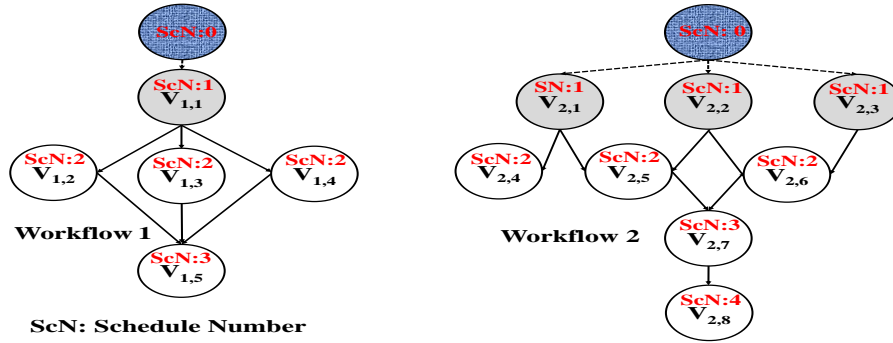 ScN:0
ScN:1
V1,1
ScN:2
V1,2
ScN:2
V1,3
ScN:2
V1,4
Workflow 1
ScN:3
V1,5
ScN: Schedule Number
ScN: 0
SN:1
V2,1
ScN:1
V2,2
ScN:1
V2,3
ScN:2
V2,4
ScN:2
V2,5
ScN:2
V2,6
Workflow 2
ScN:3
V2,7
ScN:4
V2,8